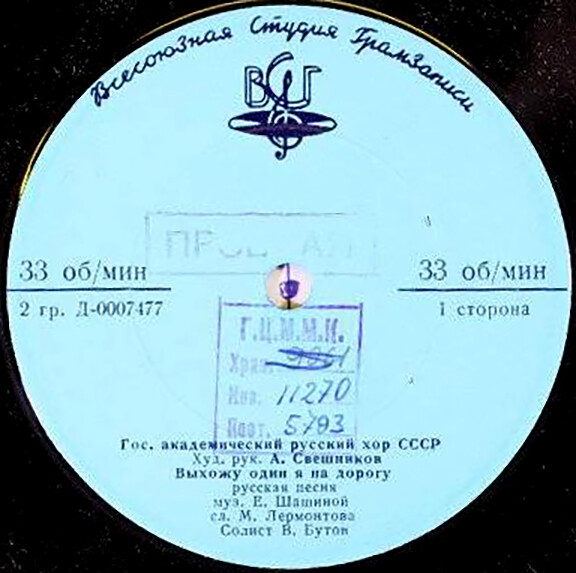 Всесоюзная Студия Грамзаписи
ВСГ
33 об/мин
33 об/мин
2 гр. Д-0007477
1 сторона
Г.Ц.М.М.К.
Хран.
Инв. 11270
5793
Гос. академический русский хор СССР
Худ. рук. А. Свешников
Выхожу один я на дорогу
русская песня
муз. Е. Шашиной
сл. М. Лермонтова
Солист В. Бутов